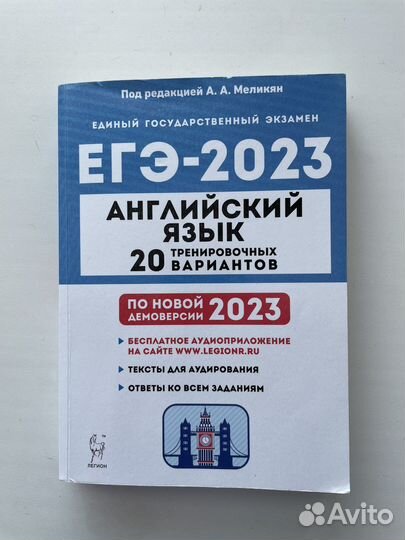 Под редакцией А. А. Меликян
ЕДИНЫЙ ГОСУДАРСТВЕННЫЙ ЭКЗАМЕН
ЕГЭ-2023
АНГЛИЙСКИЙ
ЯЗЫК
20 ТРЕНИРОВОЧНЫХ
ВАРИАНТОВ
ПО НОВОЙ
ДЕМОВЕРСИИ 2023
БЕСПЛАТНОЕ АУДИОПРИЛОЖЕНИЕ
НА САЙТЕ WWW.LEGIONR.RU
ТЕКСТЫ ДЛЯ АУДИРОВАНИЯ
ОТВЕТЫ КО ВСЕМ ЗАДАНИЯМ
ЛЕГИОН
Avito